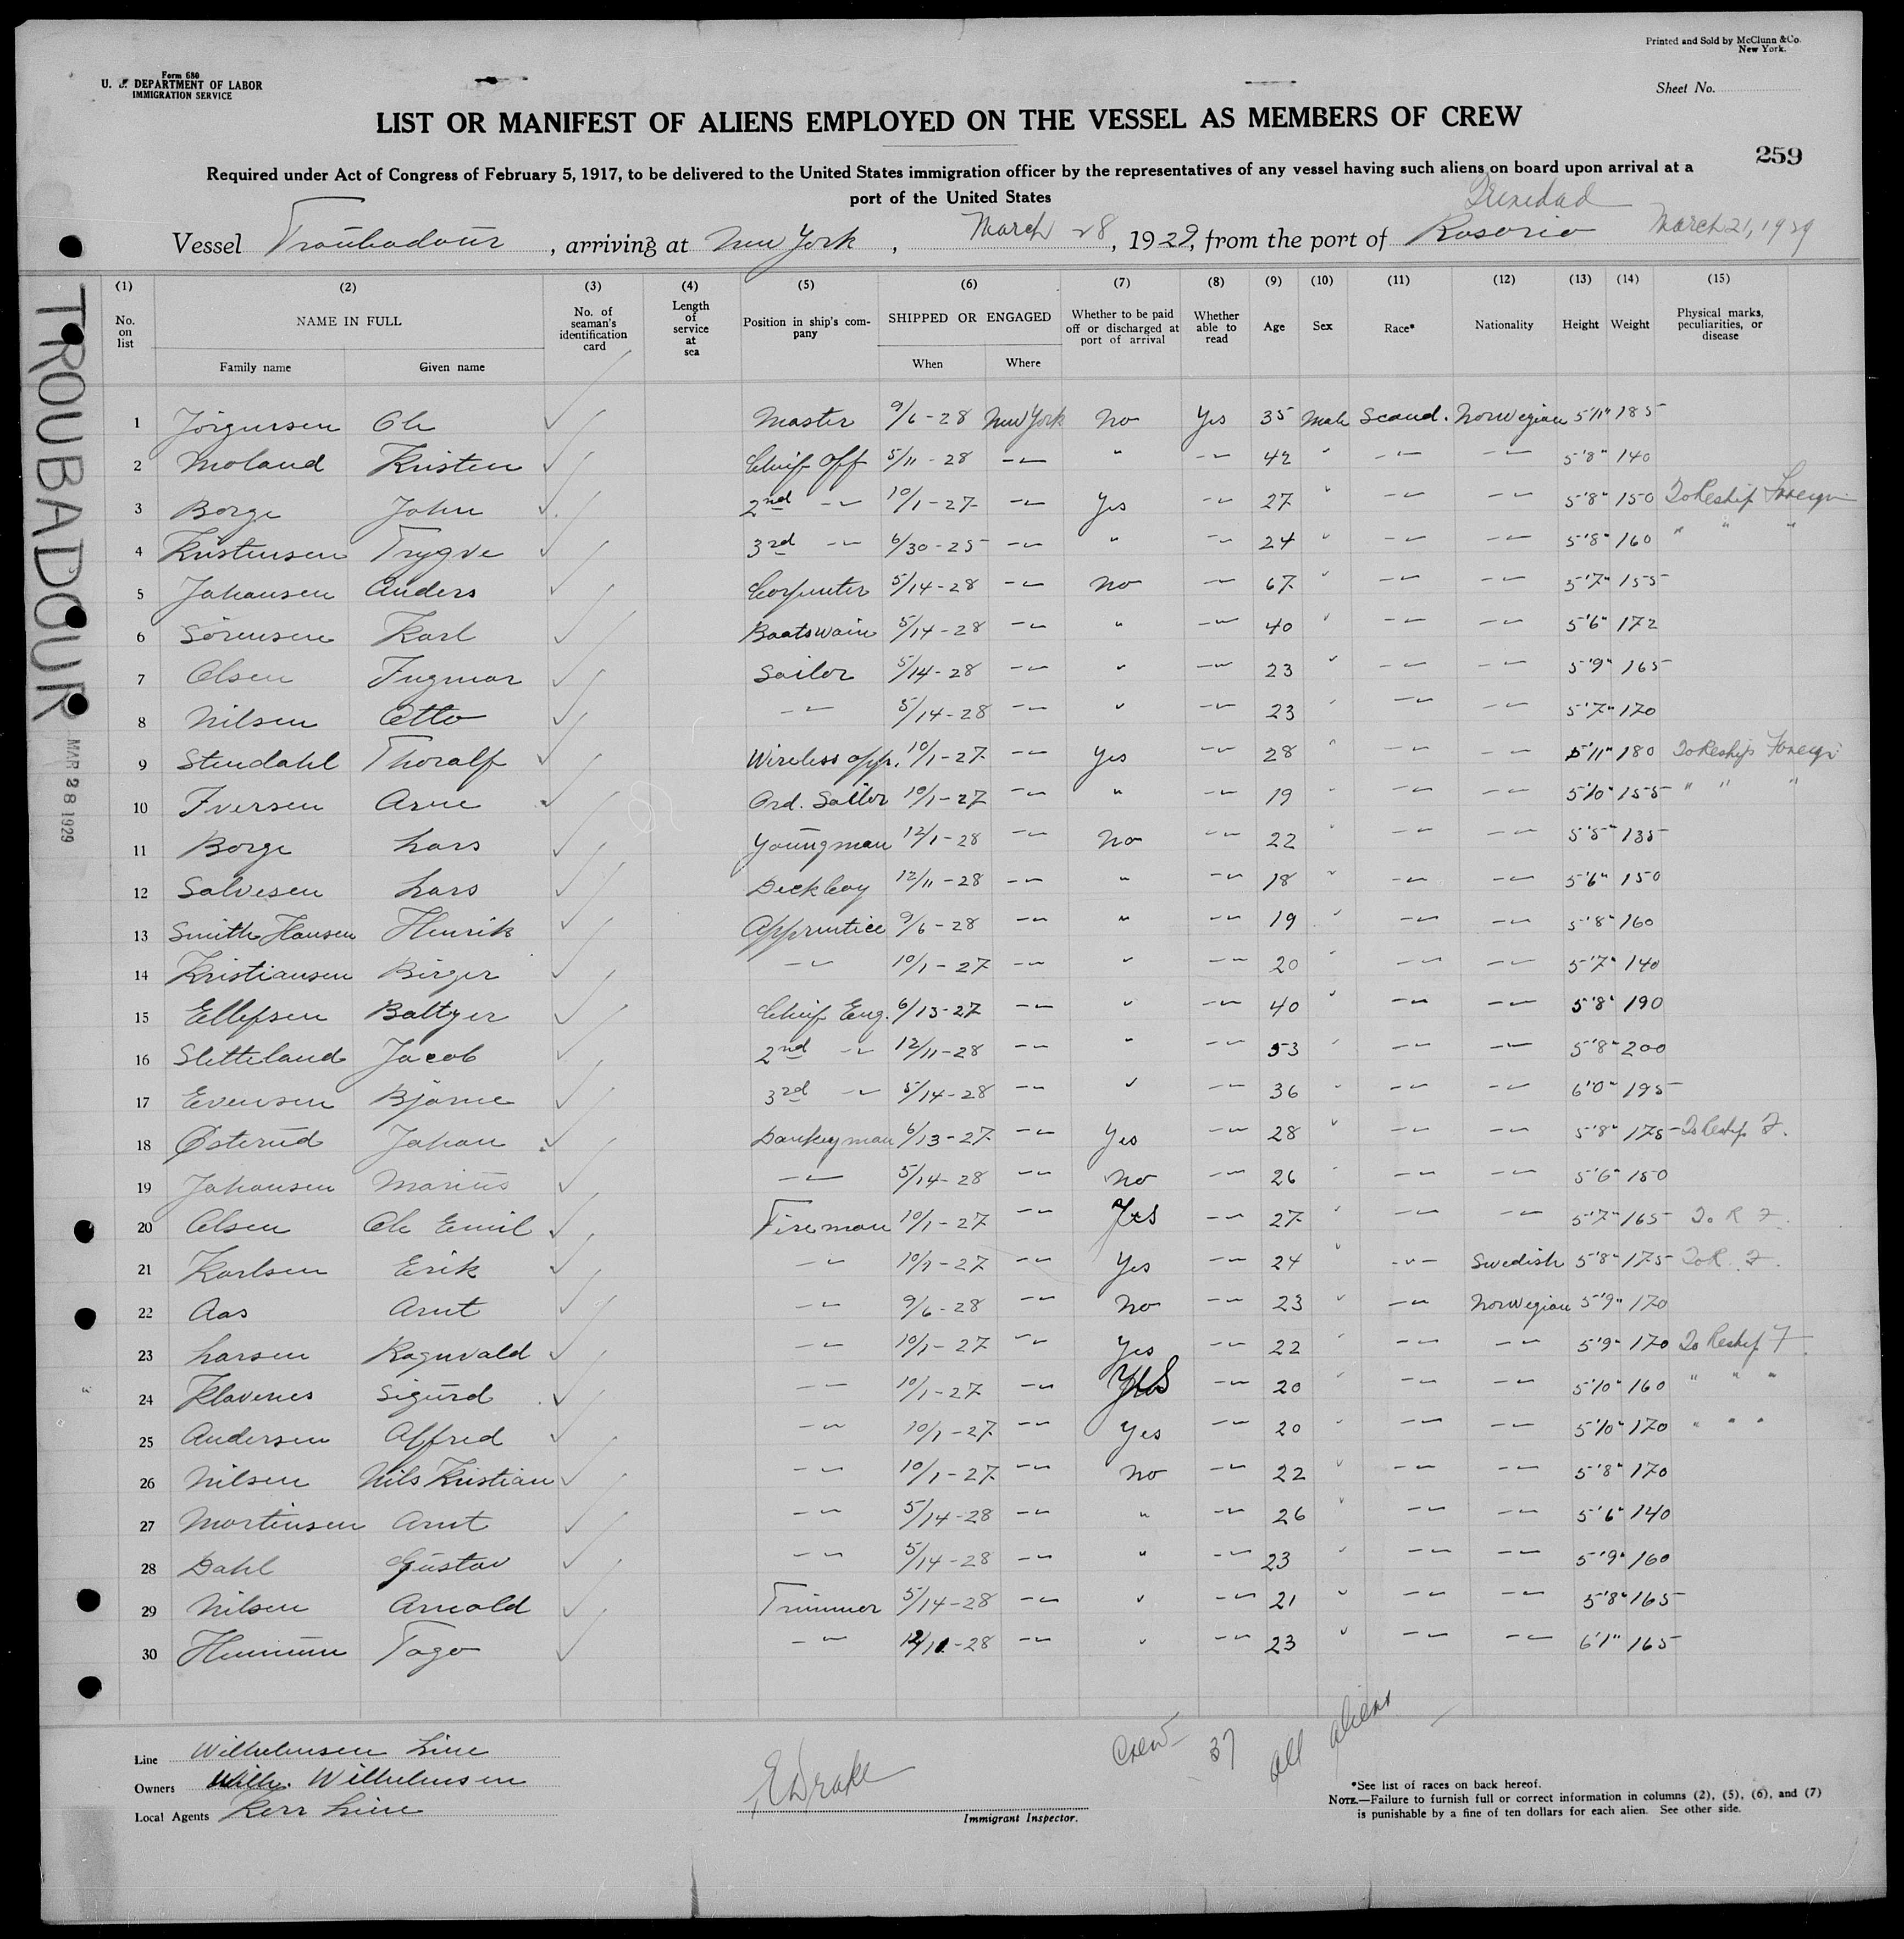 Printed and Sold by McClunn & Co.
New York.
Form 680
U. S. DEPARTMENT OF LABOR
IMMIGRATION SERVICE
Sheet No.
LIST OR MANIFEST OF ALIENS EMPLOYED ON THE VESSEL AS MEMBERS OF CREW
259
Required under Act of Congress of February 5, 1917, to be delivered to the United States immigration officer by the representatives of any vessel having such aliens on board upon arrival at a
port of the United States
Trinidad
Vessel Troubadour, arriving at New York, March 28, 1929, from the port of Rosario March 21, 1929
TROUBADOUR
MAR 28 1929
(1) (2) (3) (4) (5) (6) (7) (8) (9) (10) (11) (12) (13) (14) (15)
No. on list NAME IN FULL No. of seaman's identification card Length of service at sea Position in ship's company SHIPPED OR ENGAGED Whether to be paid off or discharged at port of arrival Whether able to read Age Sex Race* Nationality Height Weight Physical marks, peculiarities, or disease
Family name Given name When Where
1 Jörgensen Ole ✓ Master 9/6-28 New York No Yes 35 Male Scand. Norwegian 5'11" 185
2 Moland Kristen ✓ Chief Off 5/11-28 -"- " -"- 42 " -"- -"- 5'8" 140
3 Borge John ✓ 2nd -"- 10/1-27 -"- Yes -"- 27 " -"- -"- 5'8" 150 To Reship Foreign
4 Kristensen Trygve ✓ 3rd -"- 6/30-25 -"- " -"- 24 " -"- -"- 5'8" 160 " " "
5 Johansen Anders ✓ Carpenter 5/14-28 -"- No -"- 67 " -"- -"- 5'7" 155
6 Sörensen Karl ✓ Boatswain 5/14-28 -"- " -"- 40 " -"- -"- 5'6" 172
7 Olsen Ingmar ✓ Sailor 5/14-28 -"- " -"- 23 " -"- -"- 5'9" 165
8 Nilsen Otto ✓ -"- 5/14-28 -"- " -"- 23 " -"- -"- 5'7" 170
9 Stendahl Thoralf ✓ Wireless opp. 10/1-27 -"- Yes -"- 28 " -"- -"- 5'11" 180 To Reship Foreign
10 Iversen Arne ✓ Ord. Sailor 10/1-27 -"- " -"- 19 " -"- -"- 5'10" 155 " " "
11 Borge Lars ✓ Youngman 12/1-28 -"- No -"- 22 " -"- -"- 5'5" 135
12 Salvesen Lars ✓ Deckboy 12/11-28 -"- " -"- 18 " -"- -"- 5'6" 150
13 Smith Hansen Henrik ✓ Apprentice 9/6-28 -"- " -"- 19 " -"- -"- 5'8" 160
14 Kristiansen Birger ✓ -"- 10/1-27 -"- " -"- 20 " -"- -"- 5'7" 140
15 Ellefsen Baltzer ✓ Chief Eng. 6/13-27 -"- " -"- 40 " -"- -"- 5'8" 190
16 Sletteland Jacob ✓ 2nd -"- 12/11-28 -"- " -"- 53 " -"- -"- 5'8" 200
17 Evensen Bjarne ✓ 3rd -"- 5/14-28 -"- " -"- 36 " -"- -"- 6'0" 195
18 Østerud Johan ✓ Donkeyman 6/13-27 -"- Yes -"- 28 " -"- -"- 5'8" 175 To Reship F.
19 Johansen Marius ✓ -"- 5/14-28 -"- No -"- 26 " -"- -"- 5'6" 150
20 Olsen Ole Emil ✓ Fireman 10/1-27 -"- Yes -"- 27 " -"- -"- 5'7" 165 To R F.
21 Karlsen Erik ✓ -"- 10/1-27 -"- Yes -"- 24 " -"- Swedish 5'8" 175 To R. F.
22 Aas Arnt ✓ -"- 9/6-28 -"- No -"- 23 " -"- Norwegian 5'9" 170
23 Larsen Ragnvald ✓ -"- 10/1-27 -"- Yes -"- 22 " -"- -"- 5'9" 170 To Reship F.
24 Klavenes Sigurd ✓ -"- 10/1-27 -"- Yes -"- 20 " -"- -"- 5'10" 160 " " "
25 Andersen Alfred ✓ -"- 10/1-27 -"- Yes -"- 20 " -"- -"- 5'10" 170 " " "
26 Nilsen Nils Kristian ✓ -"- 10/1-27 -"- No -"- 22 " -"- -"- 5'8" 170
27 Mortensen Arnt ✓ -"- 5/14-28 -"- " -"- 26 " -"- -"- 5'6" 140
28 Dahl Gustav ✓ -"- 5/14-28 -"- " -"- 23 " -"- -"- 5'9" 160
29 Nilsen Arnold ✓ Trimmer 5/14-28 -"- " -"- 21 " -"- -"- 5'8" 165
30 Tago ✓ -"- 12/11-28 -"- " -"- 23 " -"- -"- 6'1" 165
Crew 37 all aliens
Line Wilhelmsen Line
Owners Wilh. Wilhelmsen
Local Agents Kerr Line
E Drake
Immigrant Inspector.
*See list of races on back hereof.
NOTE.—Failure to furnish full or correct information in columns (2), (5), (6), and (7)
is punishable by a fine of ten dollars for each alien. See other side.